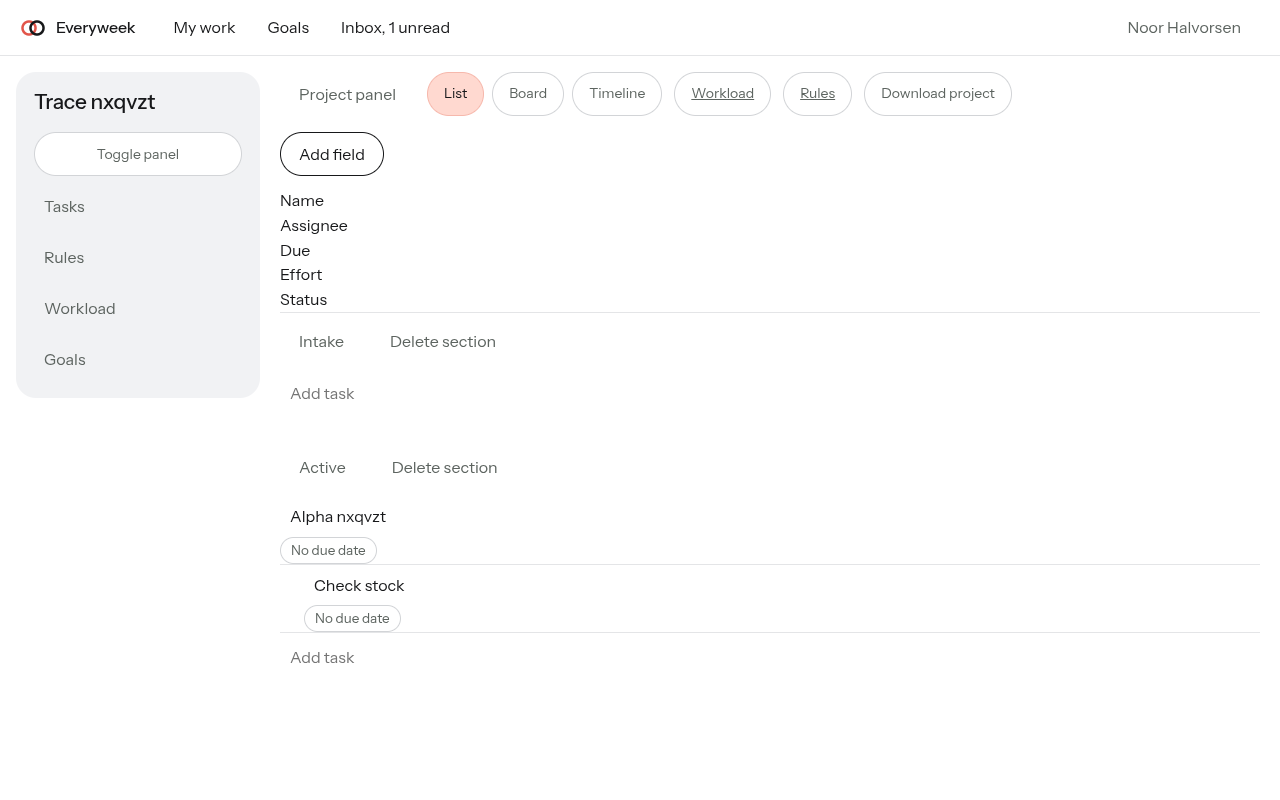 Everyweek My work Goals Inbox, 1 unread Noor Halvorsen
Trace nxqvzt
Toggle panel
Tasks
Rules
Workload
Goals
Project panel List Board Timeline Workload Rules Download project
Add field
Name
Assignee
Due
Effort
Status
Intake Delete section
Add task
Active Delete section
Alpha nxqvzt
No due date
Check stock
No due date
Add task